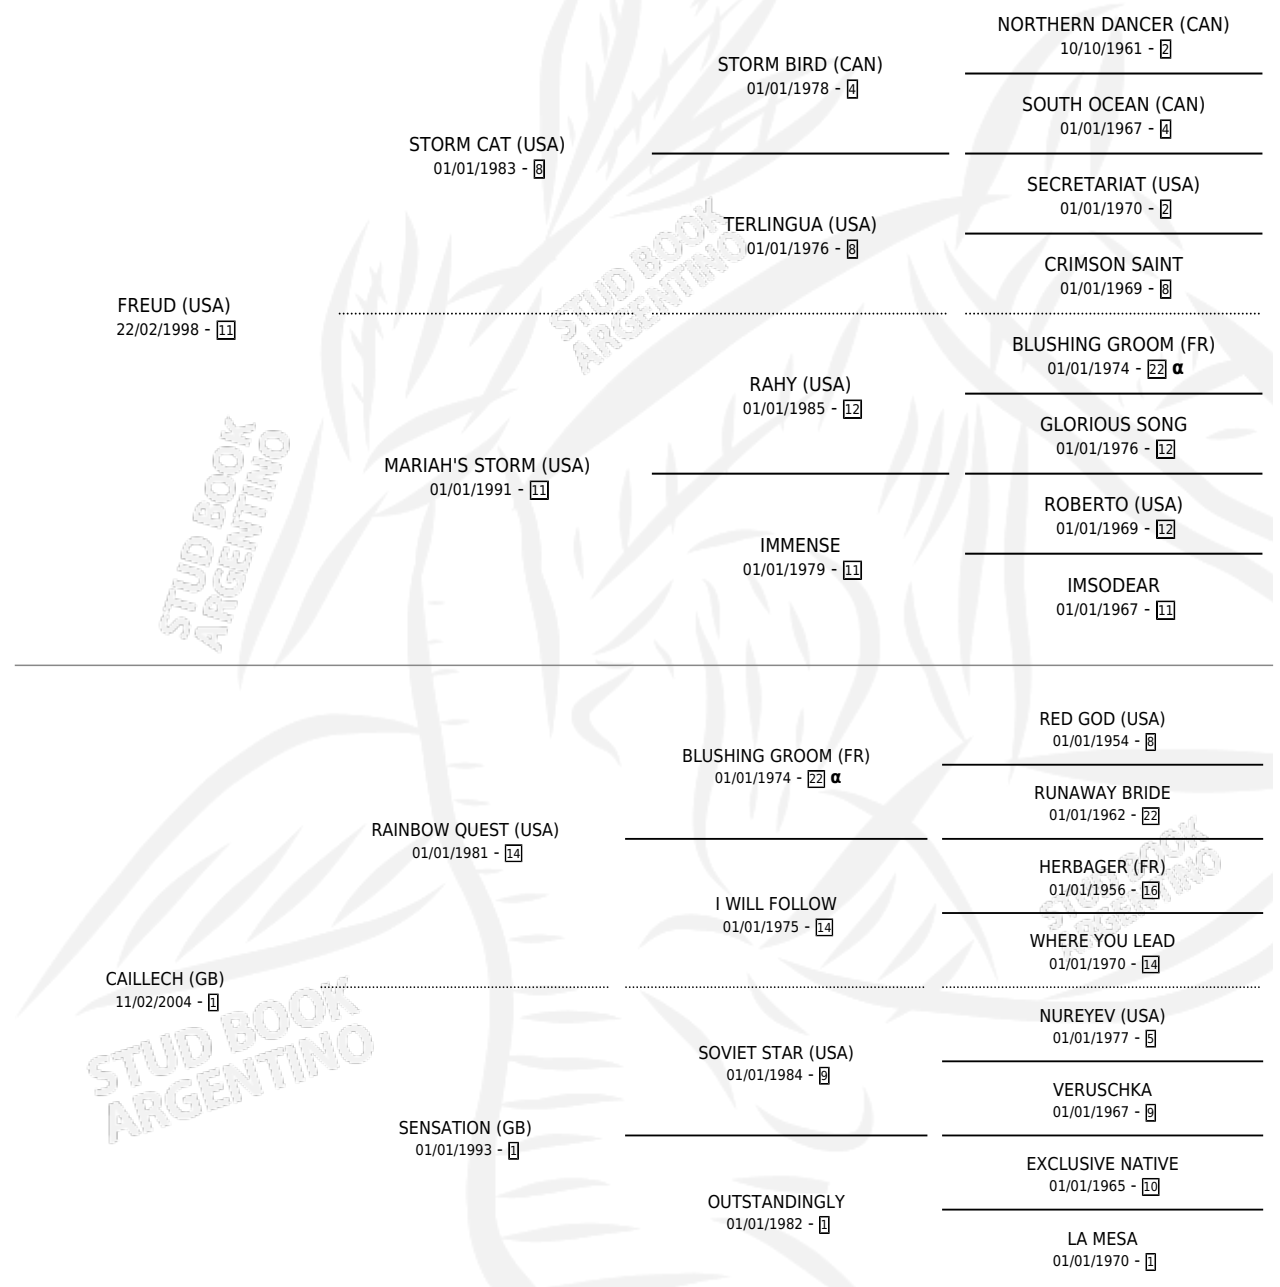 NORTHERN DANCER (CAN)
10/10/1961 - 2
STORM BIRD (CAN)
01/01/1978 - 4
SOUTH OCEAN (CAN)
01/01/1967 - 4
STORM CAT (USA)
01/01/1983 - 8
SECRETARIAT (USA)
01/01/1970 - 2
TERLINGUA (USA)
01/01/1976 - 8
CRIMSON SAINT
01/01/1969 - 8
FREUD (USA)
22/02/1998 - 11
BLUSHING GROOM (FR)
01/01/1974 - 22 α
RAHY (USA)
01/01/1985 - 12
GLORIOUS SONG
01/01/1976 - 12
MARIAH'S STORM (USA)
01/01/1991 - 11
ROBERTO (USA)
01/01/1969 - 12
IMMENSE
01/01/1979 - 11
IMSODEAR
01/01/1967 - 11
RED GOD (USA)
01/01/1954 - 8
BLUSHING GROOM (FR)
01/01/1974 - 22 α
RUNAWAY BRIDE
01/01/1962 - 22
RAINBOW QUEST (USA)
01/01/1981 - 14
HERBAGER (FR)
01/01/1956 - 16
I WILL FOLLOW
01/01/1975 - 14
WHERE YOU LEAD
01/01/1970 - 14
CAILLECH (GB)
11/02/2004 - 1
NUREYEV (USA)
01/01/1977 - 5
SOVIET STAR (USA)
01/01/1984 - 9
VERUSCHKA
01/01/1967 - 9
SENSATION (GB)
01/01/1993 - 1
EXCLUSIVE NATIVE
01/01/1965 - 10
OUTSTANDINGLY
01/01/1982 - 1
LA MESA
01/01/1970 - 1
STUD BOOK
ARGENTINO
STUD BOOK
ARGENTINO
STUD BOOK
ARGENTINO
STUD BOOK
ARGENTINO